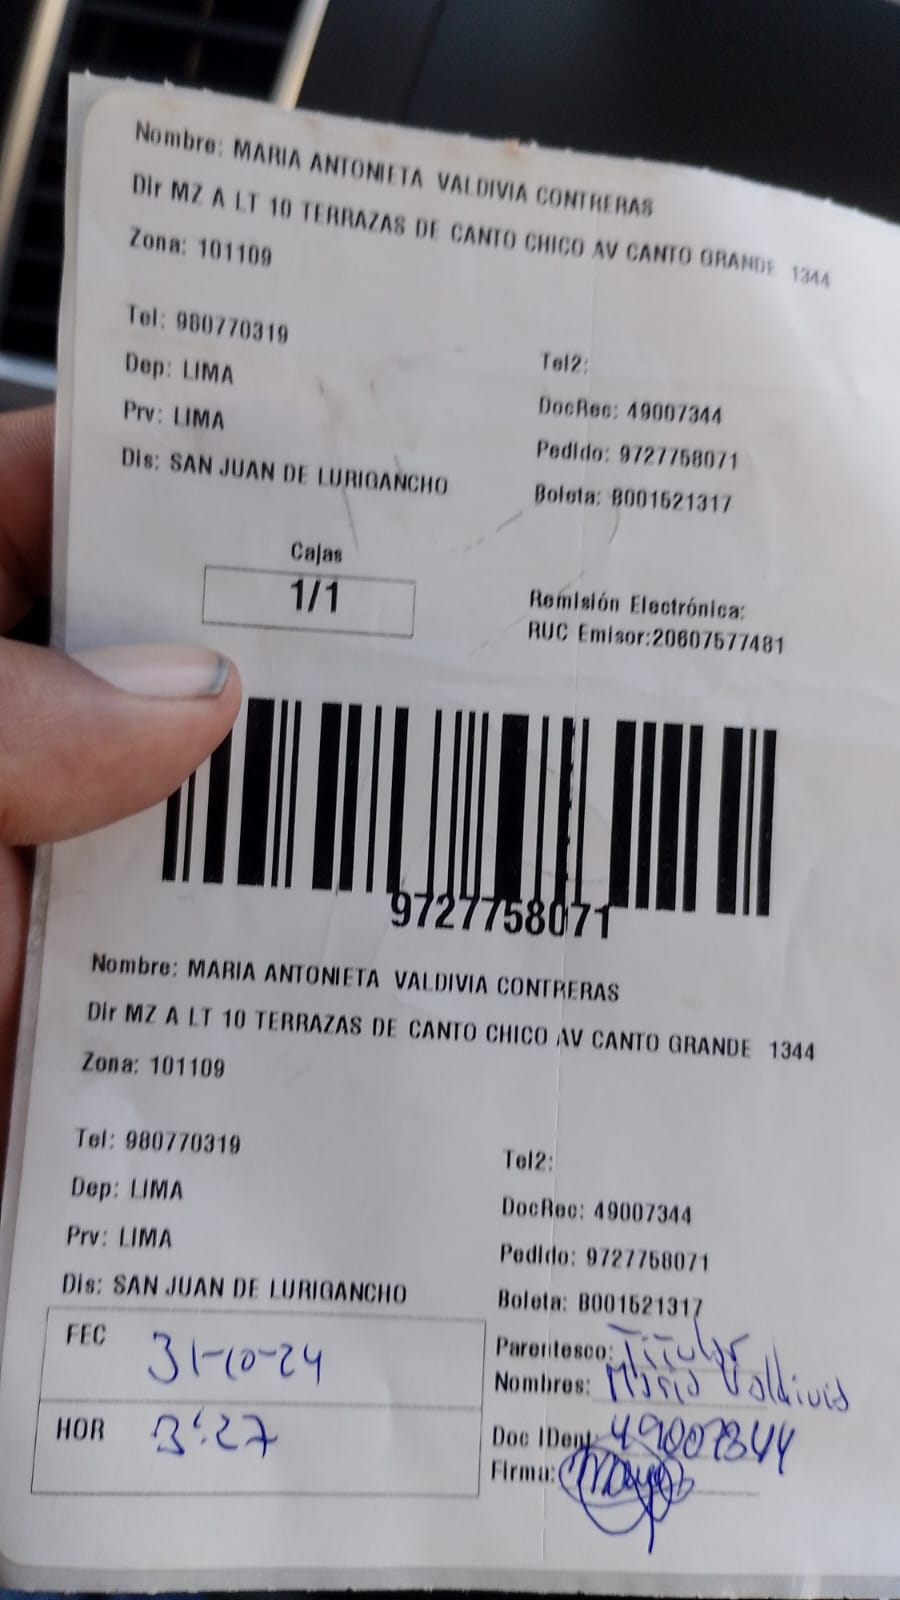 Nombre: MARIA ANTONIETA VALDIVIA CONTRERAS
Dir MZ A LT 10 TERRAZAS DE CANTO CHICO AV CANTO GRANDE 1344
Zona: 101109
Tel: 980770319
Tel2:
Dep: LIMA
DocRec: 49007344
Prv: LIMA
Pedido: 9727758071
Dis: SAN JUAN DE LURIGANCHO
Boleta: B001521317
Cajas
1/1
Remisión Electrónica:
RUC Emisor:20607577481
9727758071
Nombre: MARIA ANTONIETA VALDIVIA CONTRERAS
Dir MZ A LT 10 TERRAZAS DE CANTO CHICO AV CANTO GRANDE 1344
Zona: 101109
Tel: 980770319
Tel2:
Dep: LIMA
DocRec: 49007344
Prv: LIMA
Pedido: 9727758071
Dis: SAN JUAN DE LURIGANCHO
Boleta: B001521317
FEC 31-10-24
Parentesco: Titular
Nombres: Maria Valdivia
HOR 3:27
Doc IDent: 49007344
Firma: